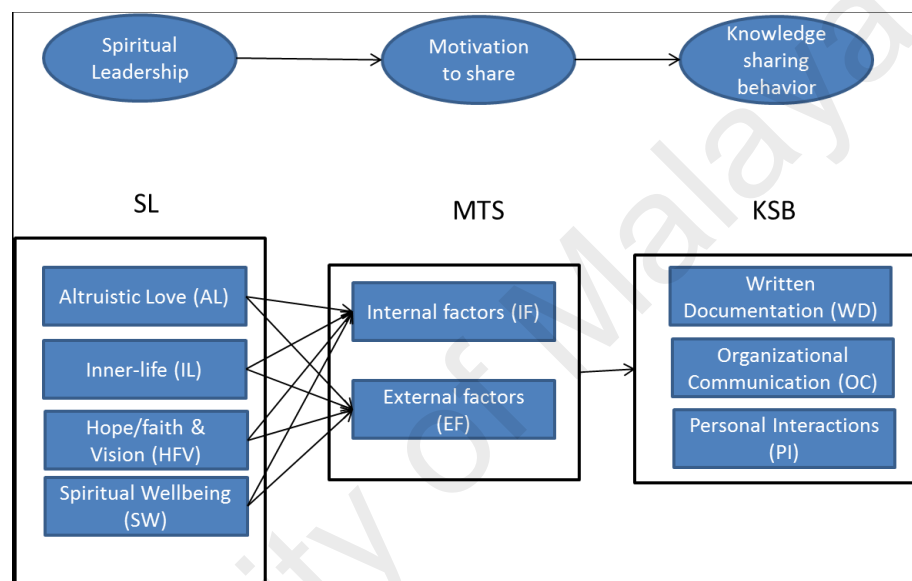 Spiritual
Leadership
Motivation
to share
Knowledge
sharing
behavior
SL
MTS
KSB
Altruistic Love (AL)
Inner-life (IL)
Hope/faith &
Vision (HFV)
Spiritual Wellbeing
(SW)
Internal factors (IF)
External factors
(EF)
Written
Documentation (WD)
Organizational
Communication (OC)
Personal Interactions
(PI)
ity of Malaya